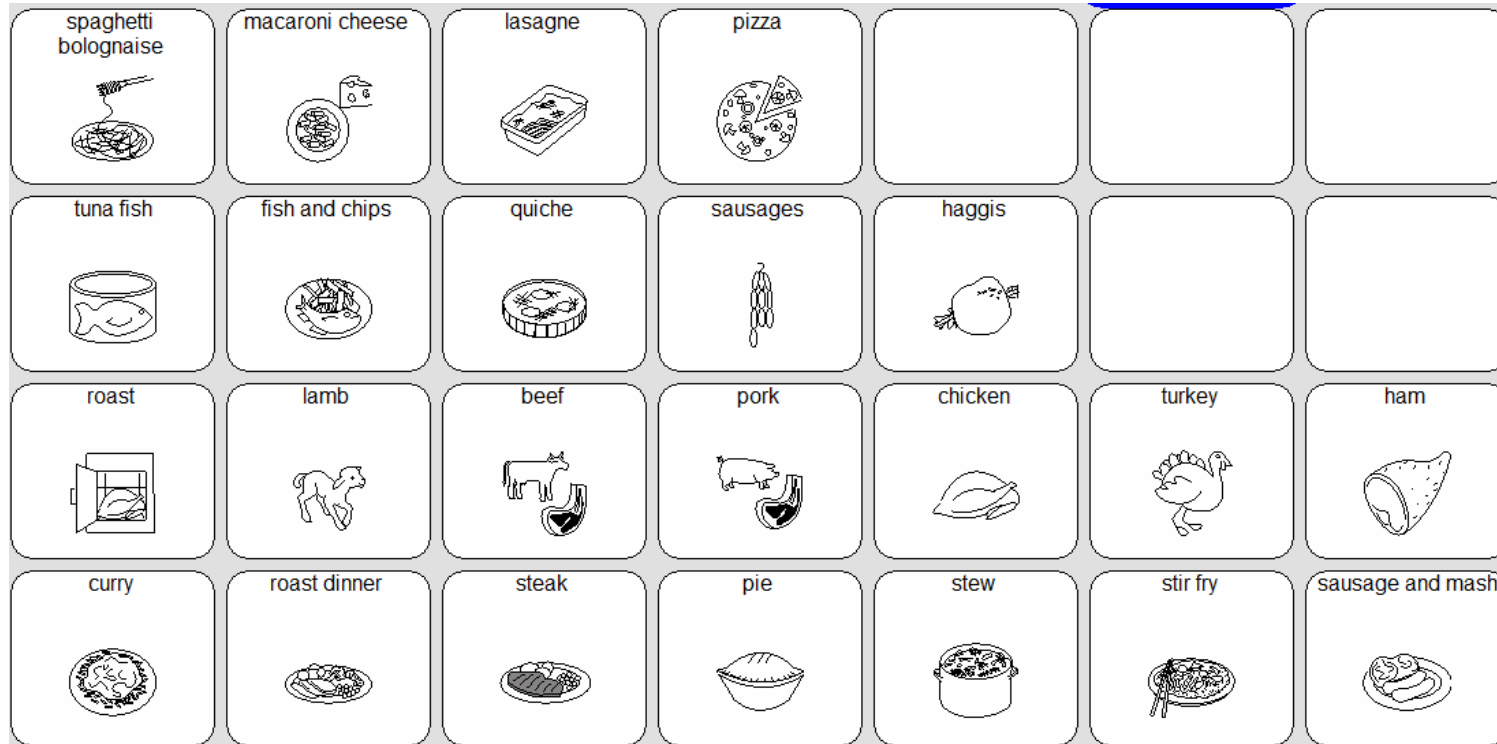 spaghetti
bolognaise
macaroni cheese
lasagne
pizza
tuna fish
fish and chips
quiche
sausages
haggis
roast
lamb
beef
pork
chicken
turkey
ham
curry
roast dinner
steak
pie
stew
stir fry
sausage and mash